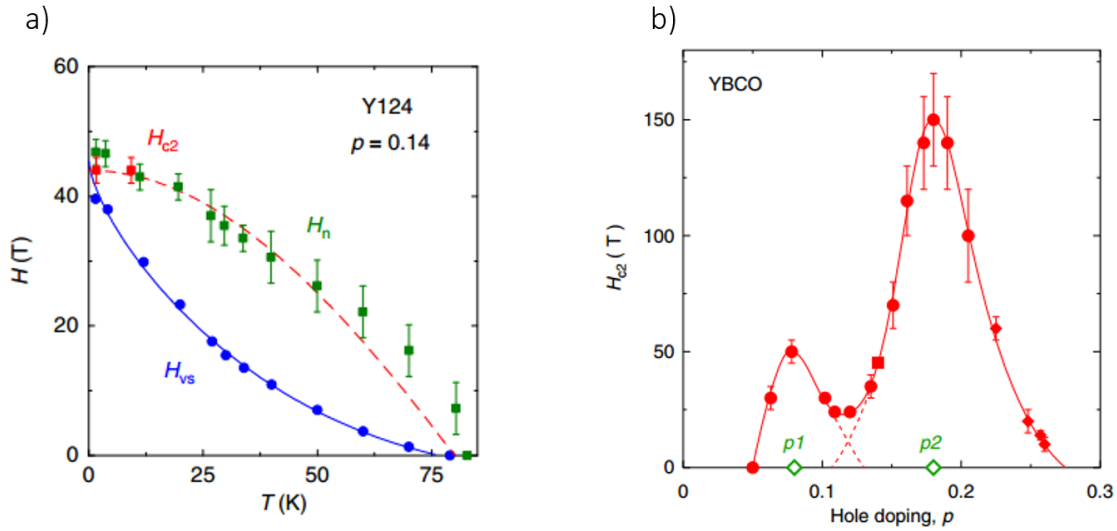 a)
60
40
20
0
H (T)
Y124
p = 0.14
Hc2
Hn
Hvs
0
25
50
75
T (K)
b)
YBCO
150
100
50
0
Hc2 (T)
p1
p2
0
0.1
0.2
0.3
Hole doping, p